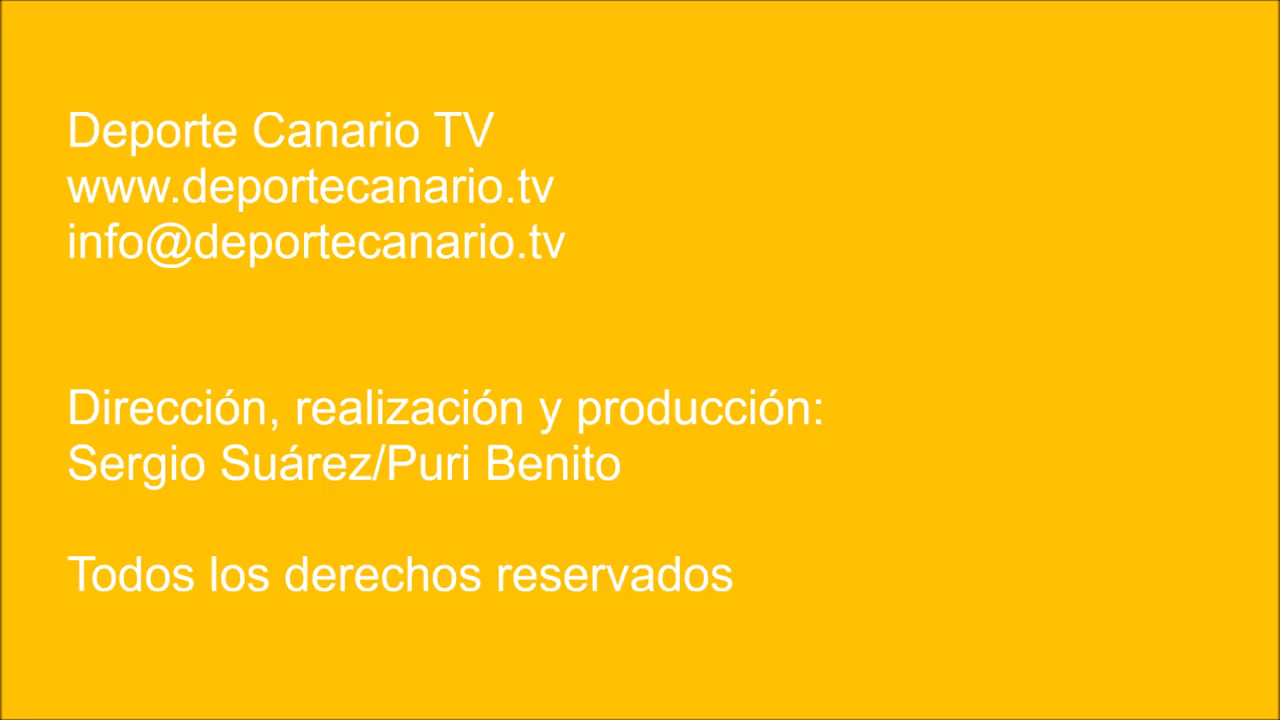 Deporte Canario TV
www.deportecanario.tv
info@deportecanario.tv
Dirección, realización y producción:
Sergio Suárez/Puri Benito
Todos los derechos reservados